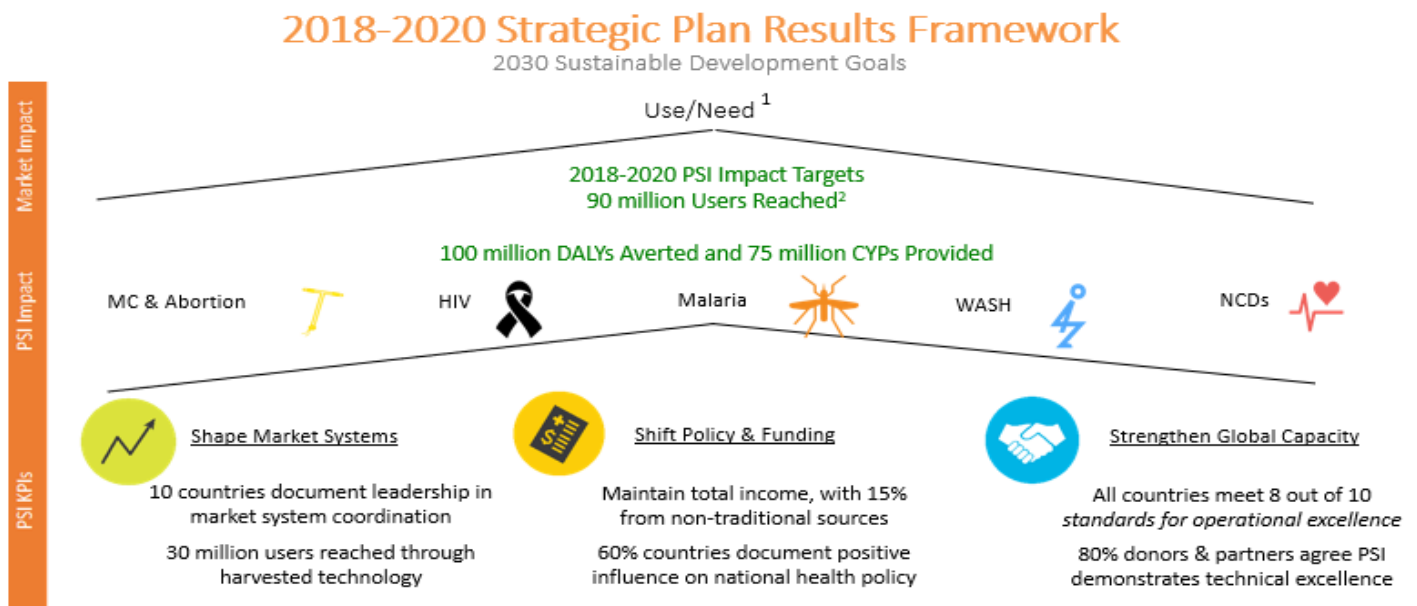 2018-2020 Strategic Plan Results Framework
2030 Sustainable Development Goals
Market Impact
Use/Need 1
2018-2020 PSI Impact Targets
90 million Users Reached2
PSI Impact
100 million DALYs Averted and 75 million CYPs Provided
MC & Abortion
HIV
Malaria
WASH
NCDs
PSI KPIs
Shape Market Systems
10 countries document leadership in
market system coordination
30 million users reached through
harvested technology
Shift Policy & Funding
Maintain total income, with 15%
from non-traditional sources
60% countries document positive
influence on national health policy
Strengthen Global Capacity
All countries meet 8 out of 10
standards for operational excellence
80% donors & partners agree PSI
demonstrates technical excellence